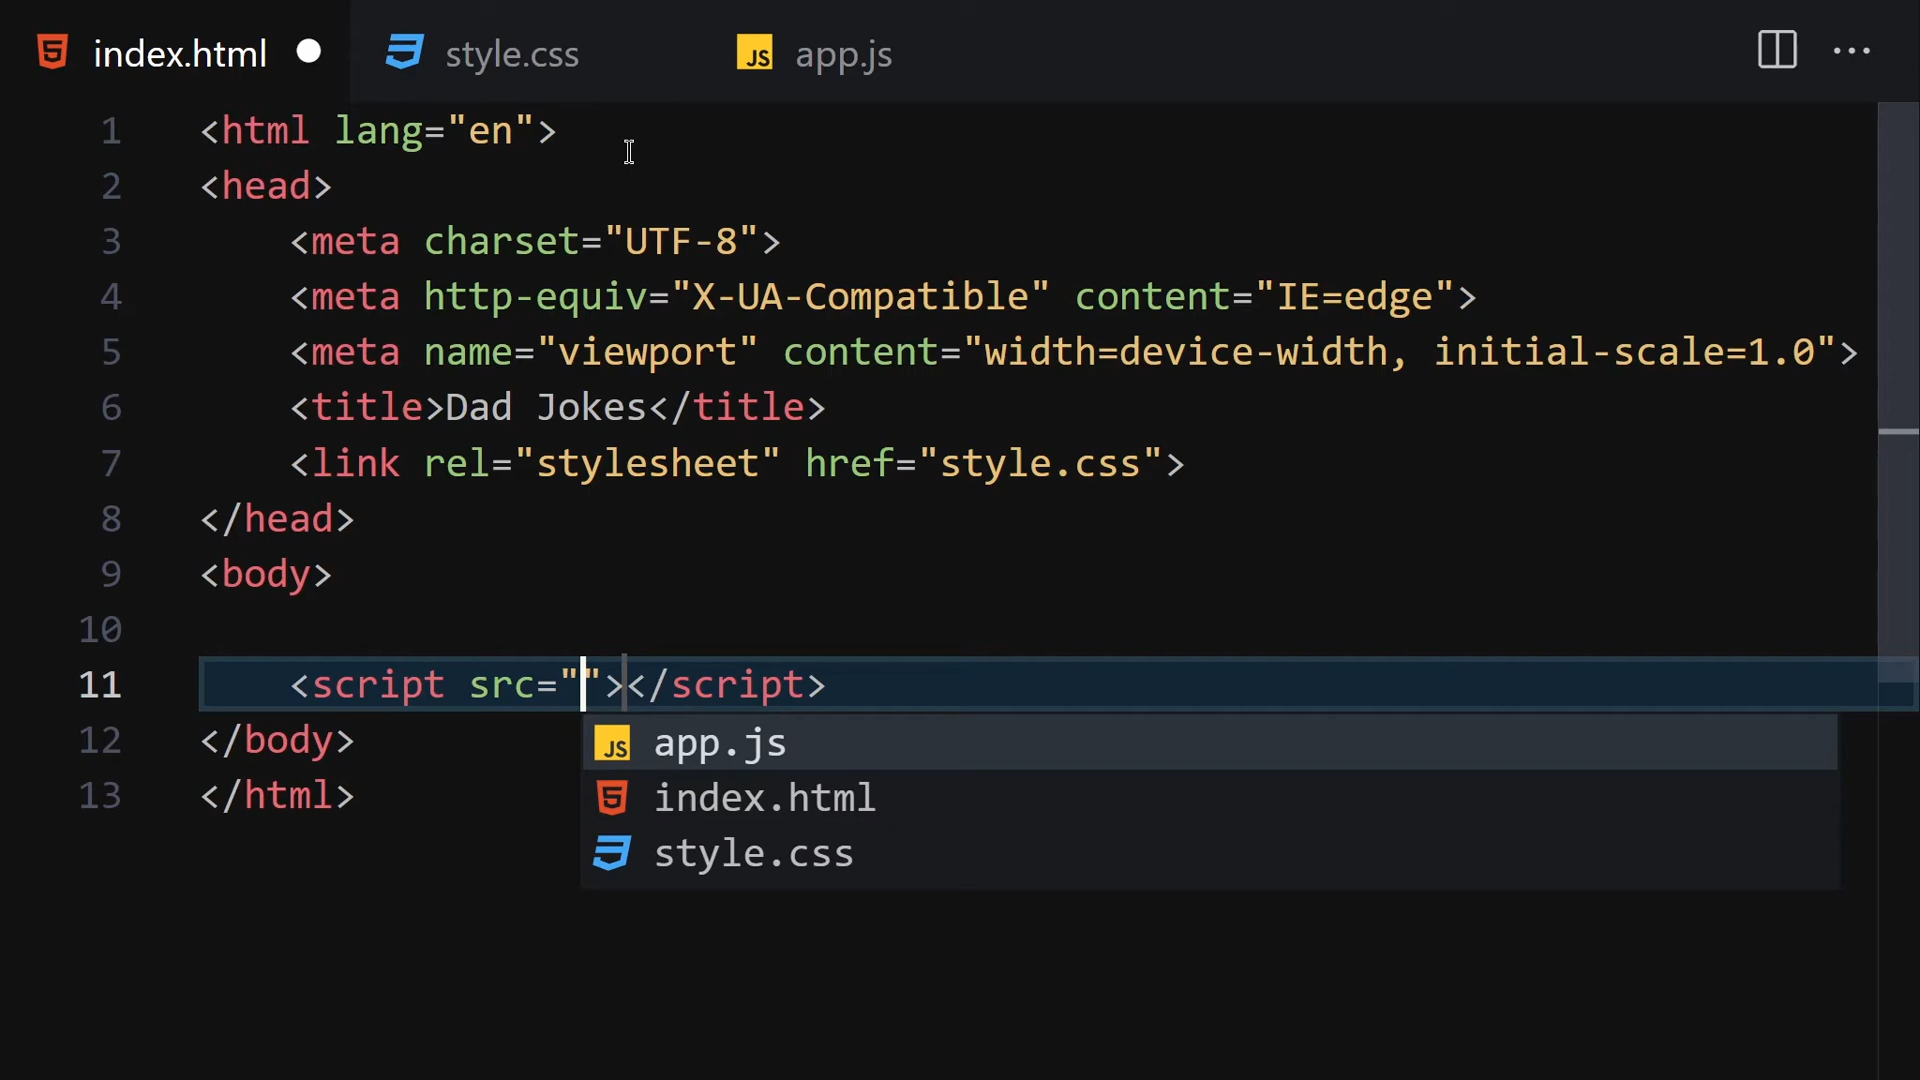 index.html style.css JS app.js
1 <html lang="en">
2 <head>
3     <meta charset="UTF-8">
4     <meta http-equiv="X-UA-Compatible" content="IE=edge">
5     <meta name="viewport" content="width=device-width, initial-scale=1.0">
6     <title>Dad Jokes</title>
7     <link rel="stylesheet" href="style.css">
8 </head>
9 <body>
10
11     <script src=""></script>
12 </body>
JS app.js
13 </html>
index.html
style.css